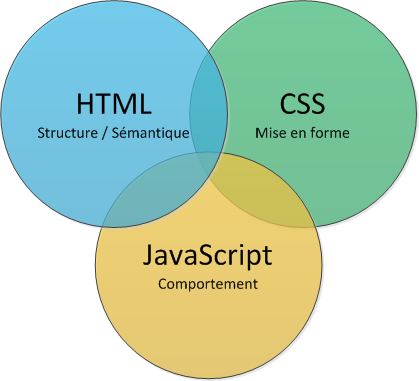 HTML
Structure / Sémantique
CSS
Mise en forme
JavaScript
Comportement